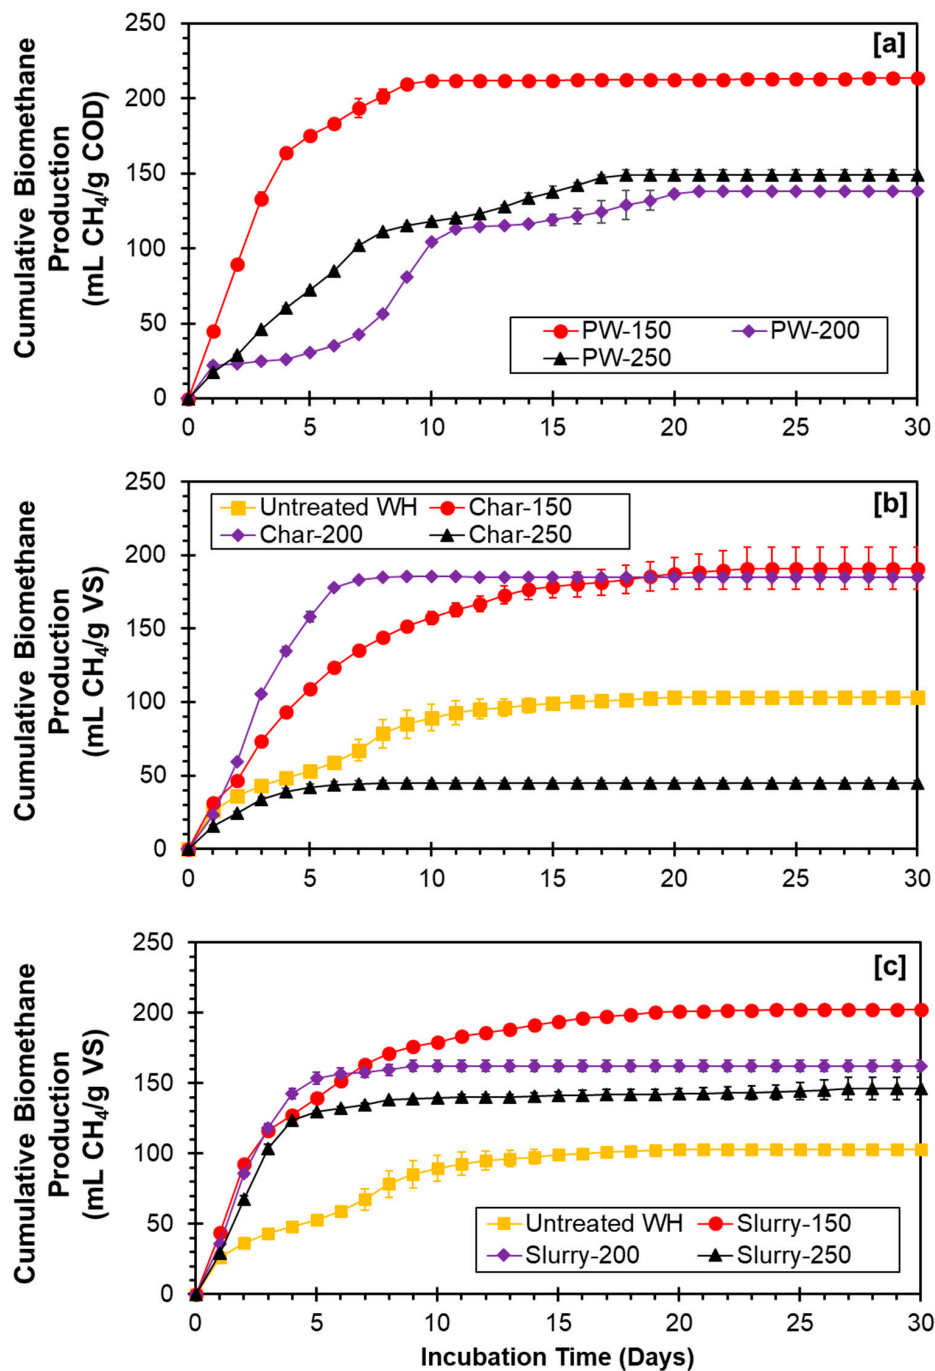 Cumulative Biomethane
Production
(mL CH₄/g COD)
250
200
150
100
50
0
[a]
PW-150
PW-200
PW-250
0 5 10 15 20 25 30
Cumulative Biomethane
Production
(mL CH₄/g VS)
250
200
150
100
50
0
[b]
Untreated WH
Char-150
Char-200
Char-250
0 5 10 15 20 25 30
Cumulative Biomethane
Production
(mL CH₄/g VS)
250
200
150
100
50
0
[c]
Untreated WH
Slurry-150
Slurry-200
Slurry-250
0 5 10 15 20 25 30
Incubation Time (Days)